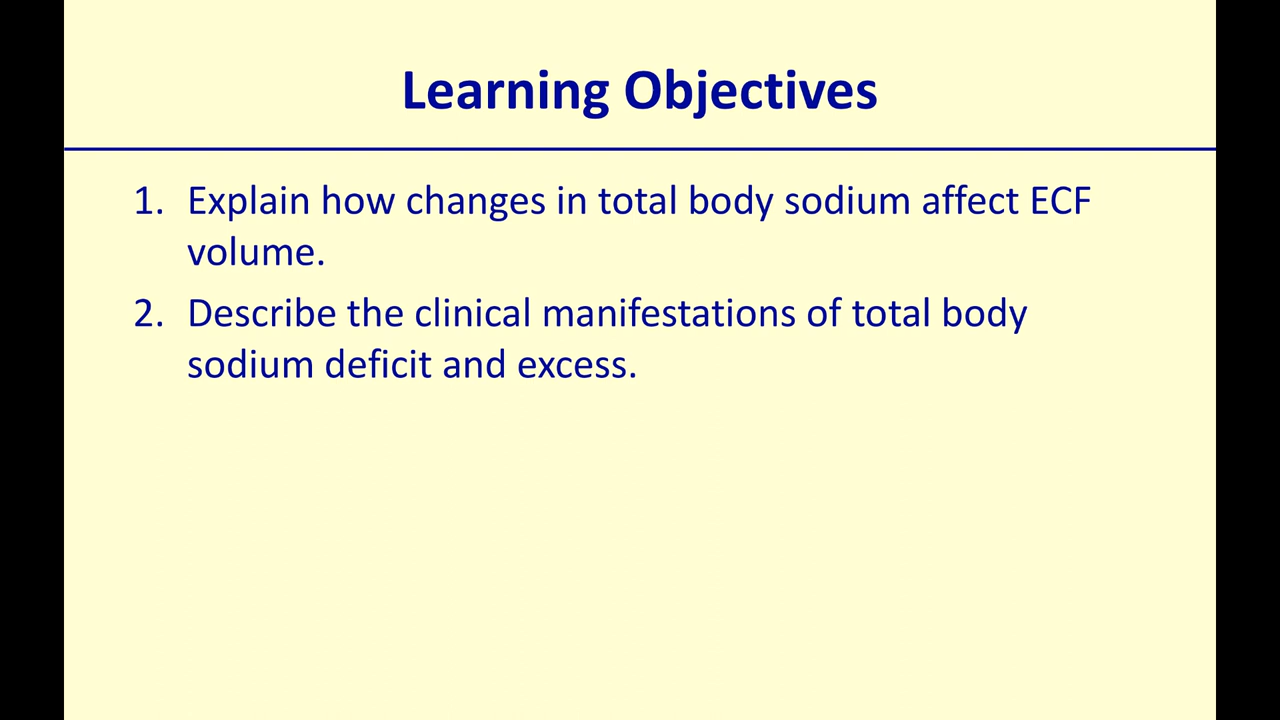 Learning Objectives
1. Explain how changes in total body sodium affect ECF
volume.
2. Describe the clinical manifestations of total body
sodium deficit and excess.